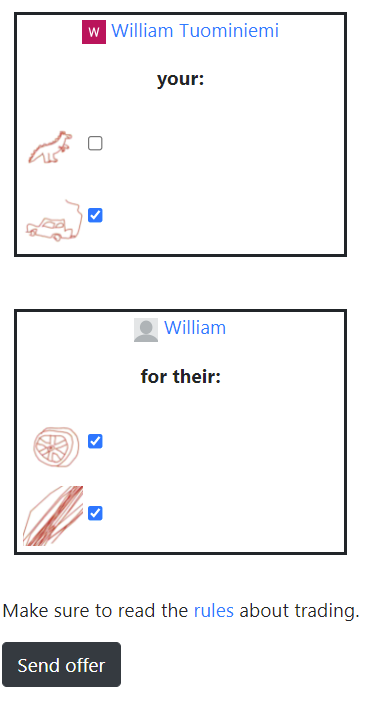 W William Tuominiemi
your:
William
for their:
Make sure to read the rules about trading.
Send offer